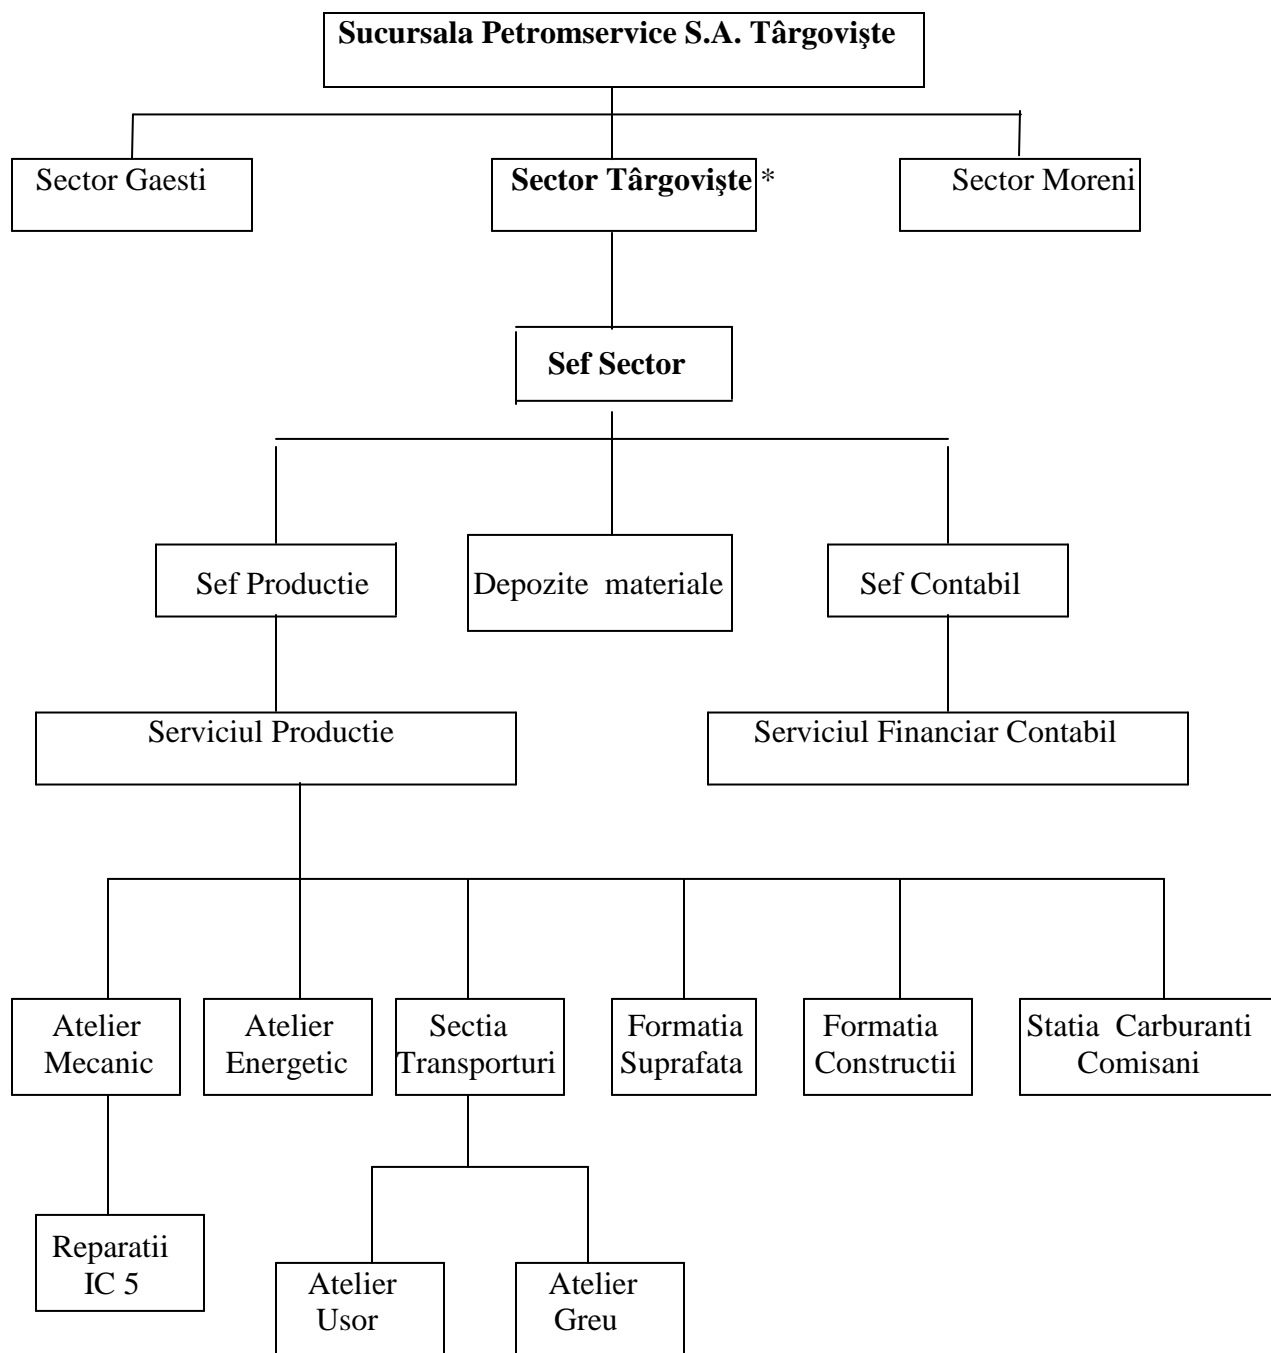 Sucursala Petromservice S.A. Târgovişte
Sector Gaesti
Sector Târgovişte *
Sector Moreni
Sef Sector
Sef Productie
Depozite materiale
Sef Contabil
Serviciul Productie
Serviciul Financiar Contabil
Atelier
Mecanic
Atelier
Energetic
Sectia
Transporturi
Formatia
Suprafata
Formatia
Constructii
Statia Carburanti
Comisani
Reparatii
IC 5
Atelier
Usor
Atelier
Greu